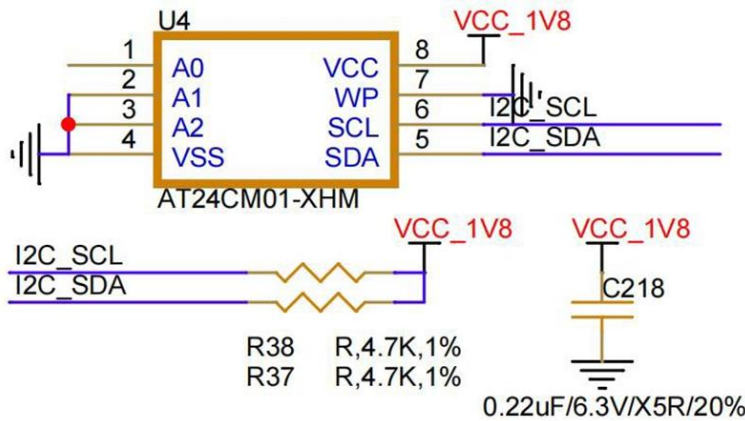 U4
VCC_1V8
1 A0 VCC 8
2 A1 WP 7
3 A2 SCL 6 I2C_SCL
4 VSS SDA 5 I2C_SDA
AT24CM01-XHM
VCC_1V8 VCC_1V8
I2C_SCL
I2C_SDA
C218
R38 R,4.7K,1%
R37 R,4.7K,1%
0.22uF/6.3V/X5R/20%